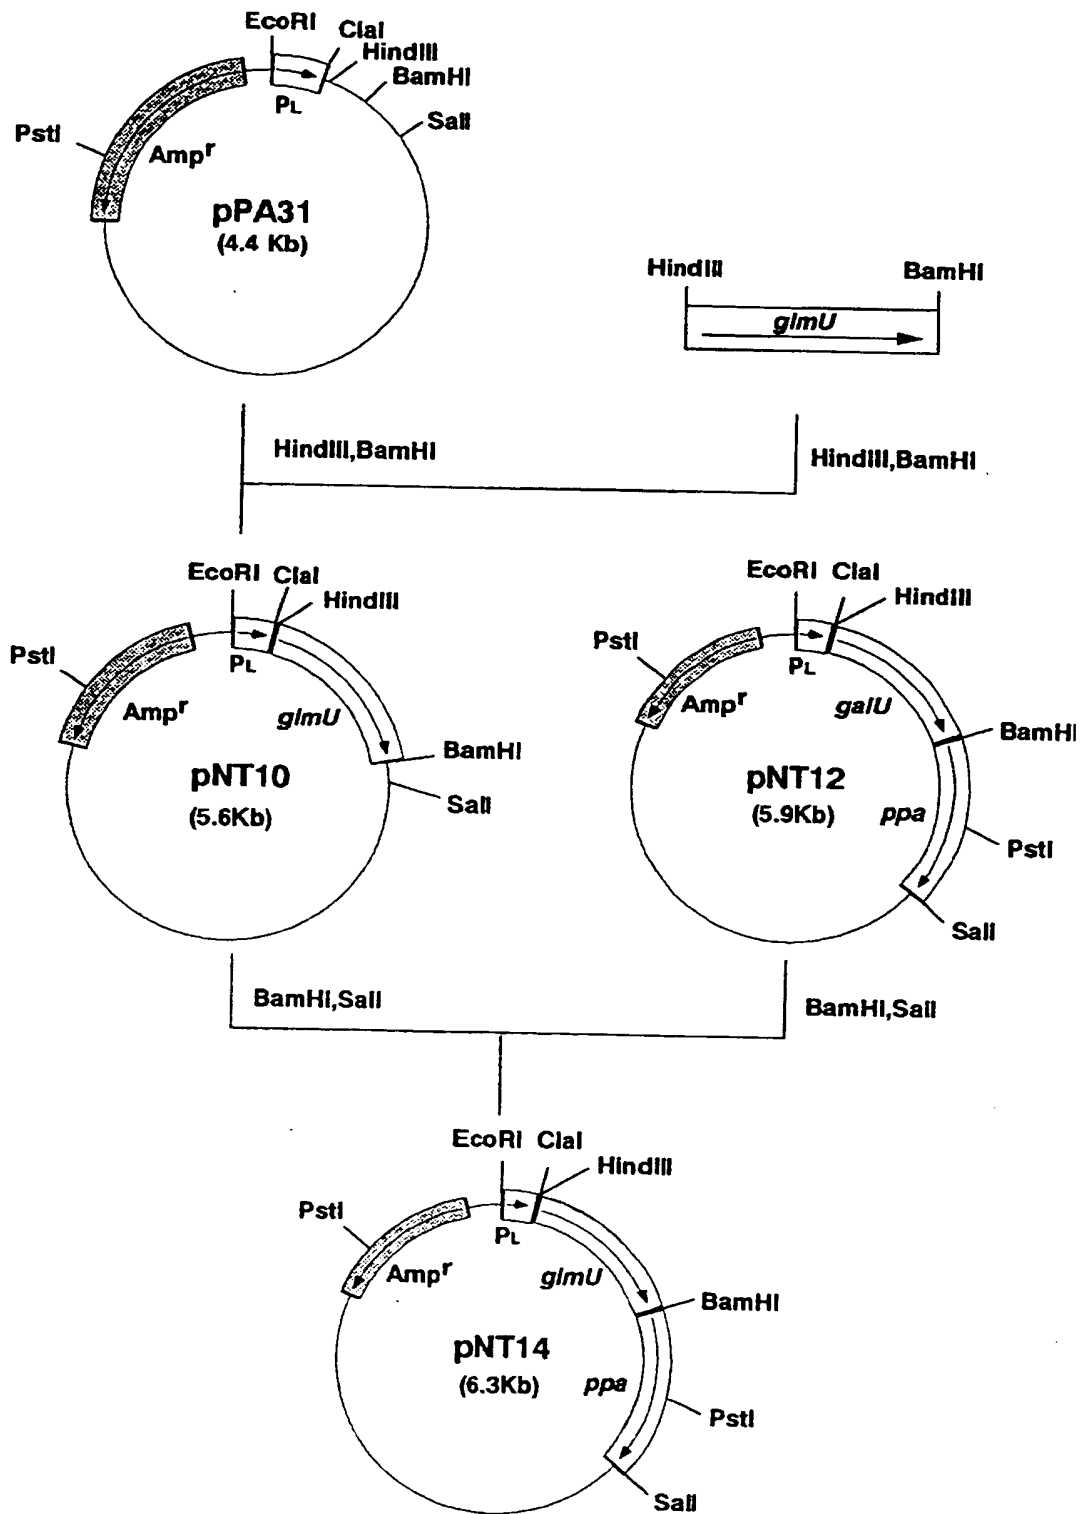 EcoRI
ClaI
HindIII
BamHI
SalI
PL
PstI
Ampr
pPA31
(4.4 Kb)
HindIII
BamHI
glmU
HindIII,BamHI
HindIII,BamHI
EcoRI ClaI
HindIII
PstI
PL
Ampr
glmU
BamHI
SalI
pNT10
(5.6Kb)
EcoRI ClaI
HindIII
PstI
PL
Ampr
galU
BamHI
pNT12
(5.9Kb)
ppa
PstI
SalI
BamHI,SalI
BamHI,SalI
EcoRI ClaI
HindIII
PstI
PL
Ampr
glmU
BamHI
pNT14
(6.3Kb)
ppa
PstI
SalI